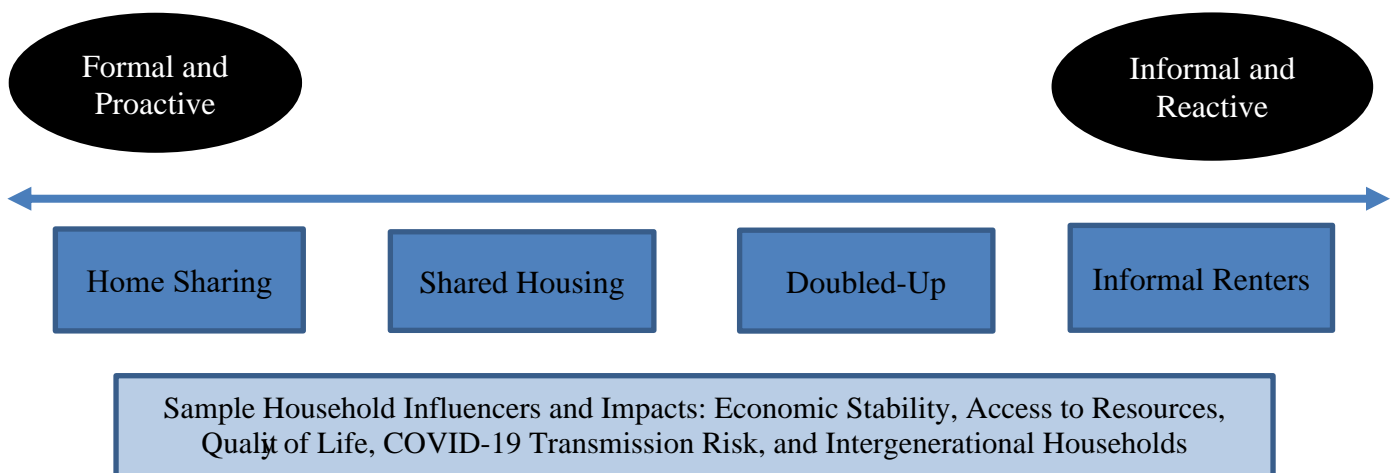 Formal and
Proactive
Informal and
Reactive
Home Sharing
Shared Housing
Doubled-Up
Informal Renters
Sample Household Influencers and Impacts: Economic Stability, Access to Resources,
Quality of Life, COVID-19 Transmission Risk, and Intergenerational Households